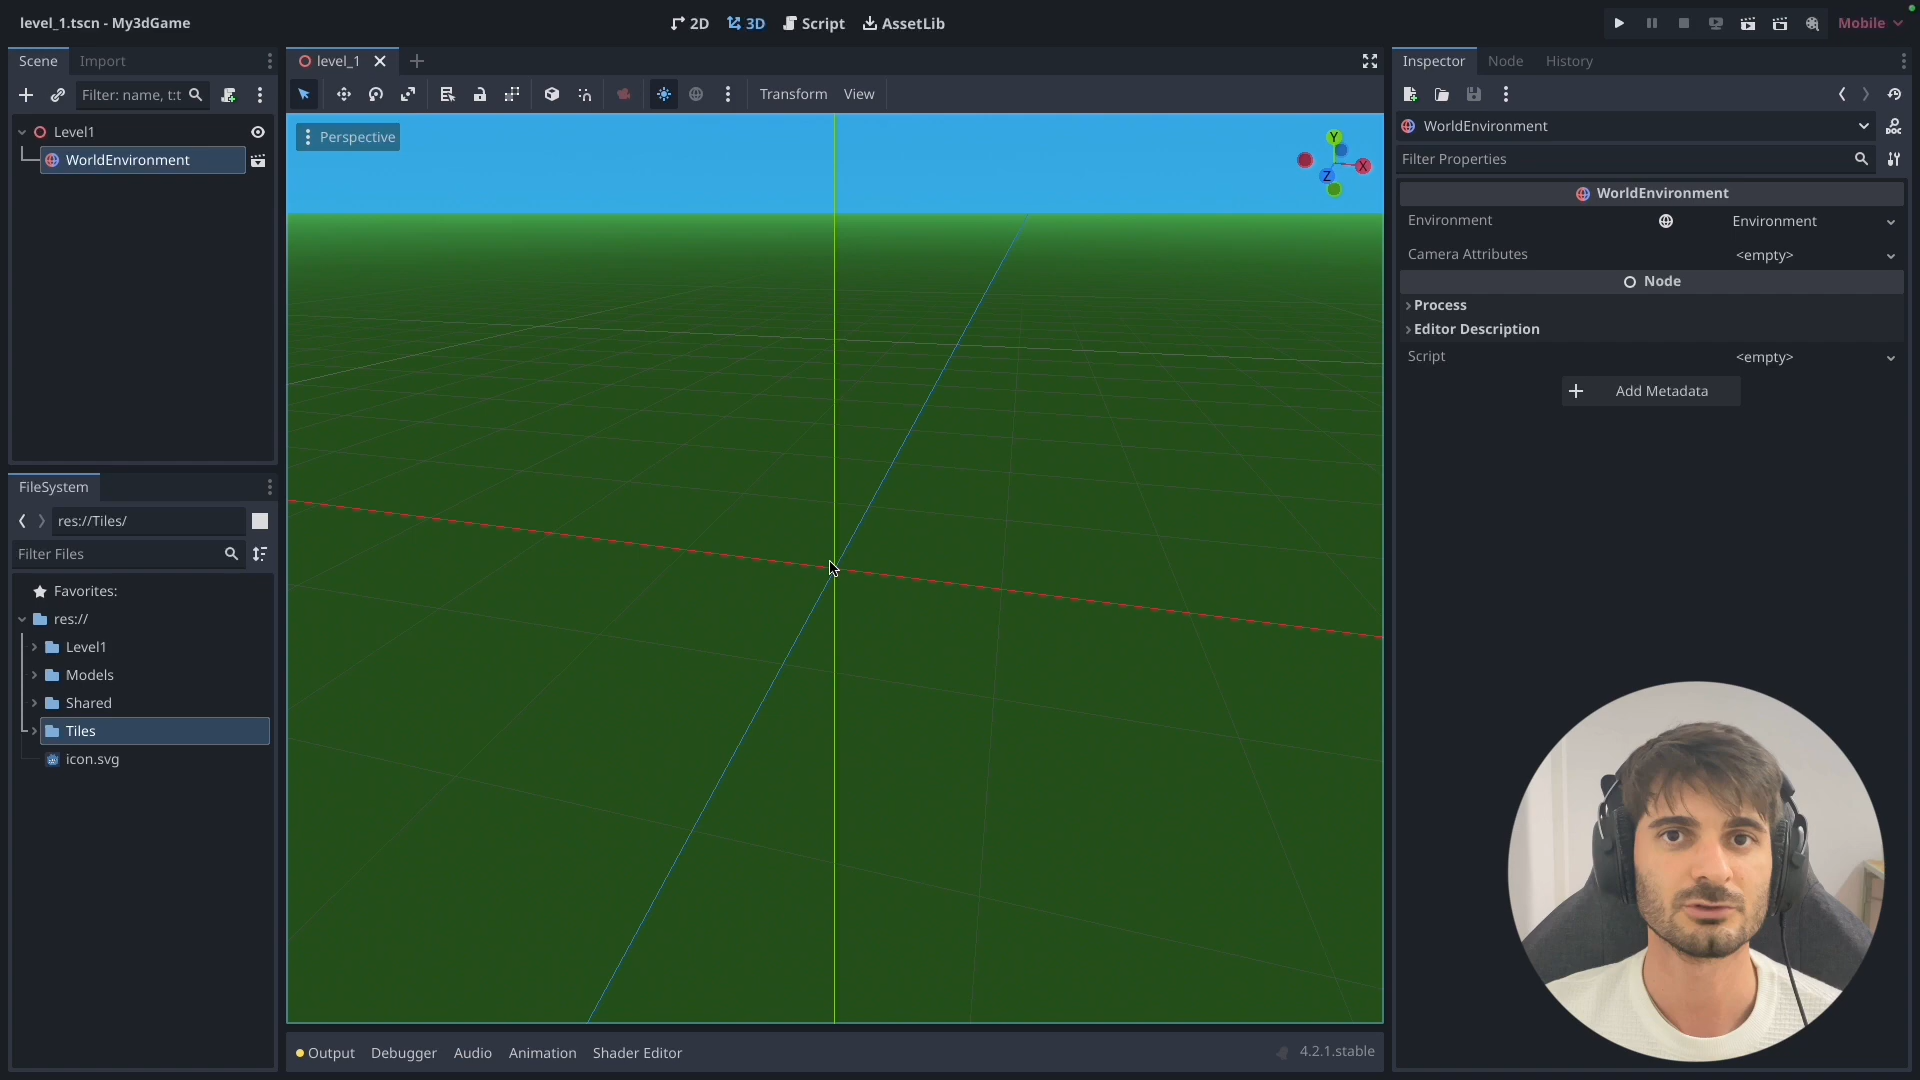 level_1.tscn - My3dGame
2D
3D
Script
AssetLib
Mobile
Scene
Import
Filter: name, t:t
Level1
WorldEnvironment
FileSystem
res://Tiles/
Filter Files
Favorites:
res://
Level1
Models
Shared
Tiles
icon.svg
level_1
Transform
View
Perspective
Y
X
Z
Output
Debugger
Audio
Animation
Shader Editor
4.2.1.stable
Inspector
Node
History
WorldEnvironment
DOC
Filter Properties
WorldEnvironment
Environment
Environment
Camera Attributes
<empty>
Node
Process
Editor Description
Script
<empty>
Add Metadata